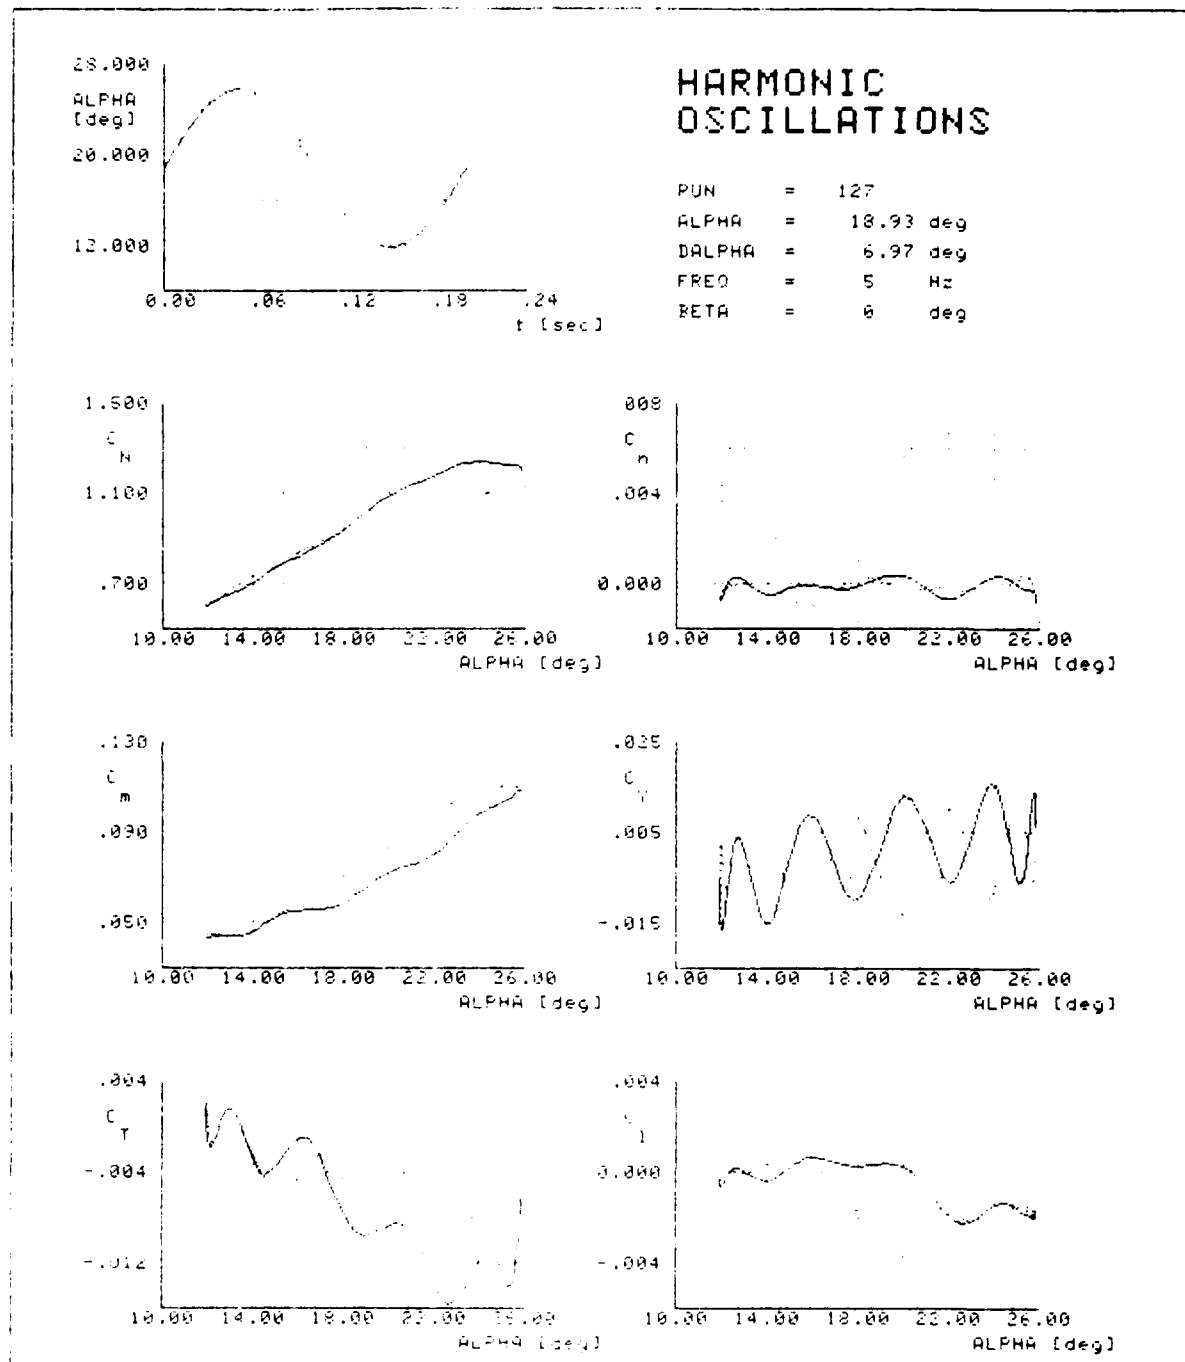 HARMONIC
OSCILLATIONS
PUN = 127
ALPHA = 18.93 deg
DALPHA = 6.97 deg
FREQ = 5 Hz
BETA = 0 deg
28.000
ALPHA
[deg]
20.000
12.000
0.00 .06 .12 .18 .24
t [sec]
1.500
C N
1.100
.700
10.00 14.00 18.00 22.00 26.00
ALPHA [deg]
008
C n
.004
0.000
10.00 14.00 18.00 22.00 26.00
ALPHA [deg]
.130
C m
.090
.050
10.00 14.00 18.00 22.00 26.00
ALPHA [deg]
.025
C Y
.005
-.015
10.00 14.00 18.00 22.00 26.00
ALPHA [deg]
.004
C T
-.004
-.012
10.00 14.00 18.00 22.00 26.00
ALPHA [deg]
.004
C l
0.000
-.004
10.00 14.00 18.00 22.00 26.00
ALPHA [deg]